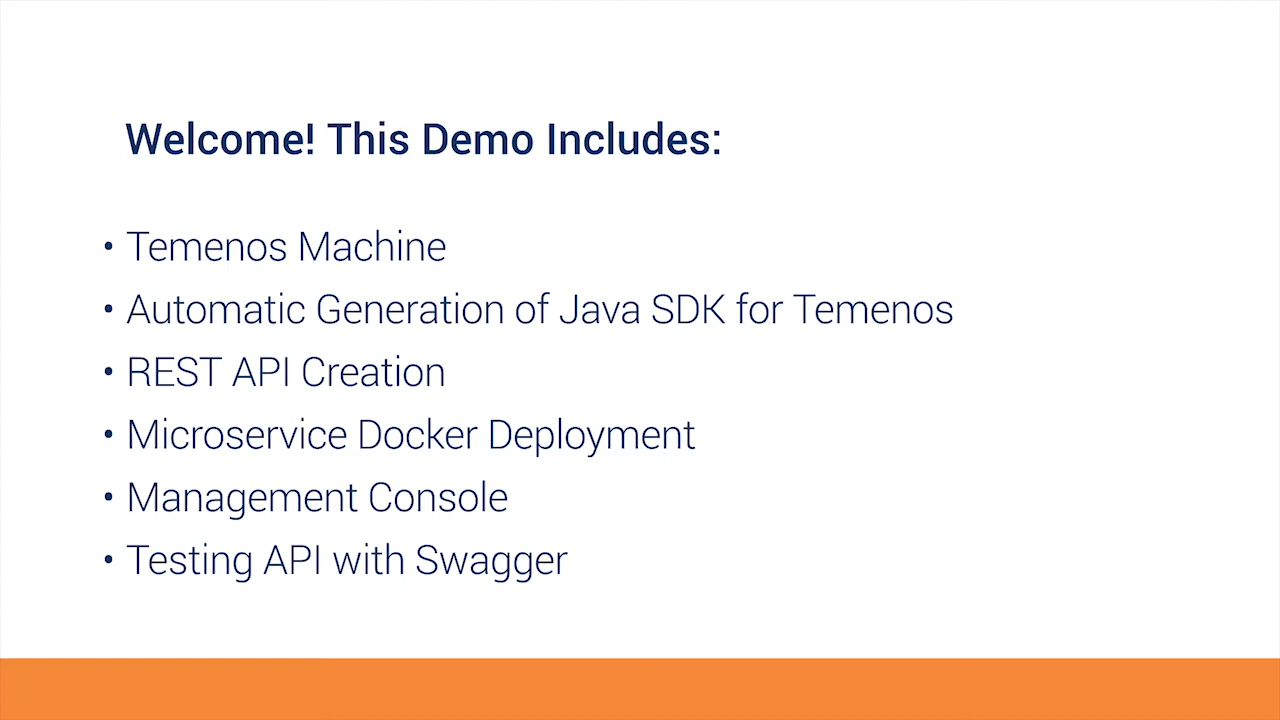 Welcome! This Demo Includes:
• Temenos Machine
• Automatic Generation of Java SDK for Temenos
• REST API Creation
• Microservice Docker Deployment
• Management Console
• Testing API with Swagger